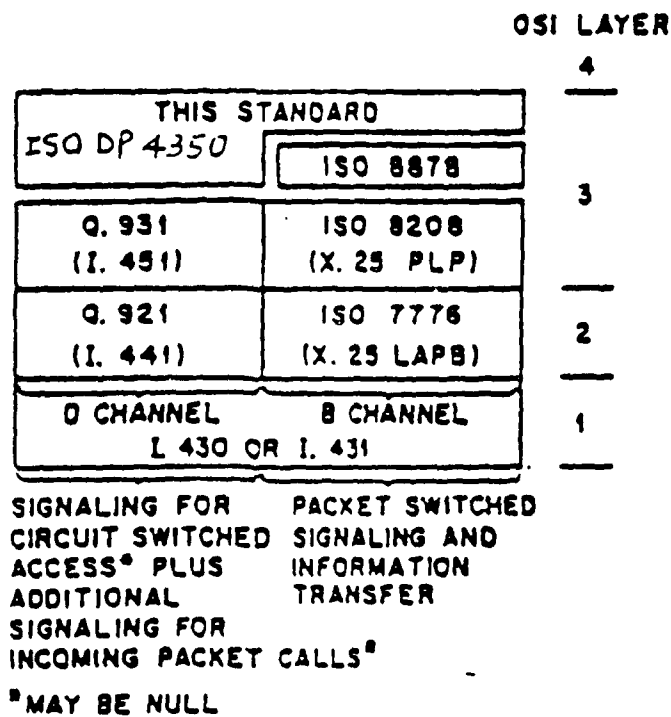 OSI LAYER
4
THIS STANDARD
ISO DP 4350
ISO 8878
3
Q. 931
ISO 8208
(I. 451)
(X. 25 PLP)
Q. 921
ISO 7776
2
(I. 441)
(X. 25 LAPB)
D CHANNEL
B CHANNEL
1
I. 430 OR I. 431
SIGNALING FOR
CIRCUIT SWITCHED
ACCESS* PLUS
ADDITIONAL
SIGNALING FOR
INCOMING PACKET CALLS*
PACKET SWITCHED
SIGNALING AND
INFORMATION
TRANSFER
*MAY BE NULL